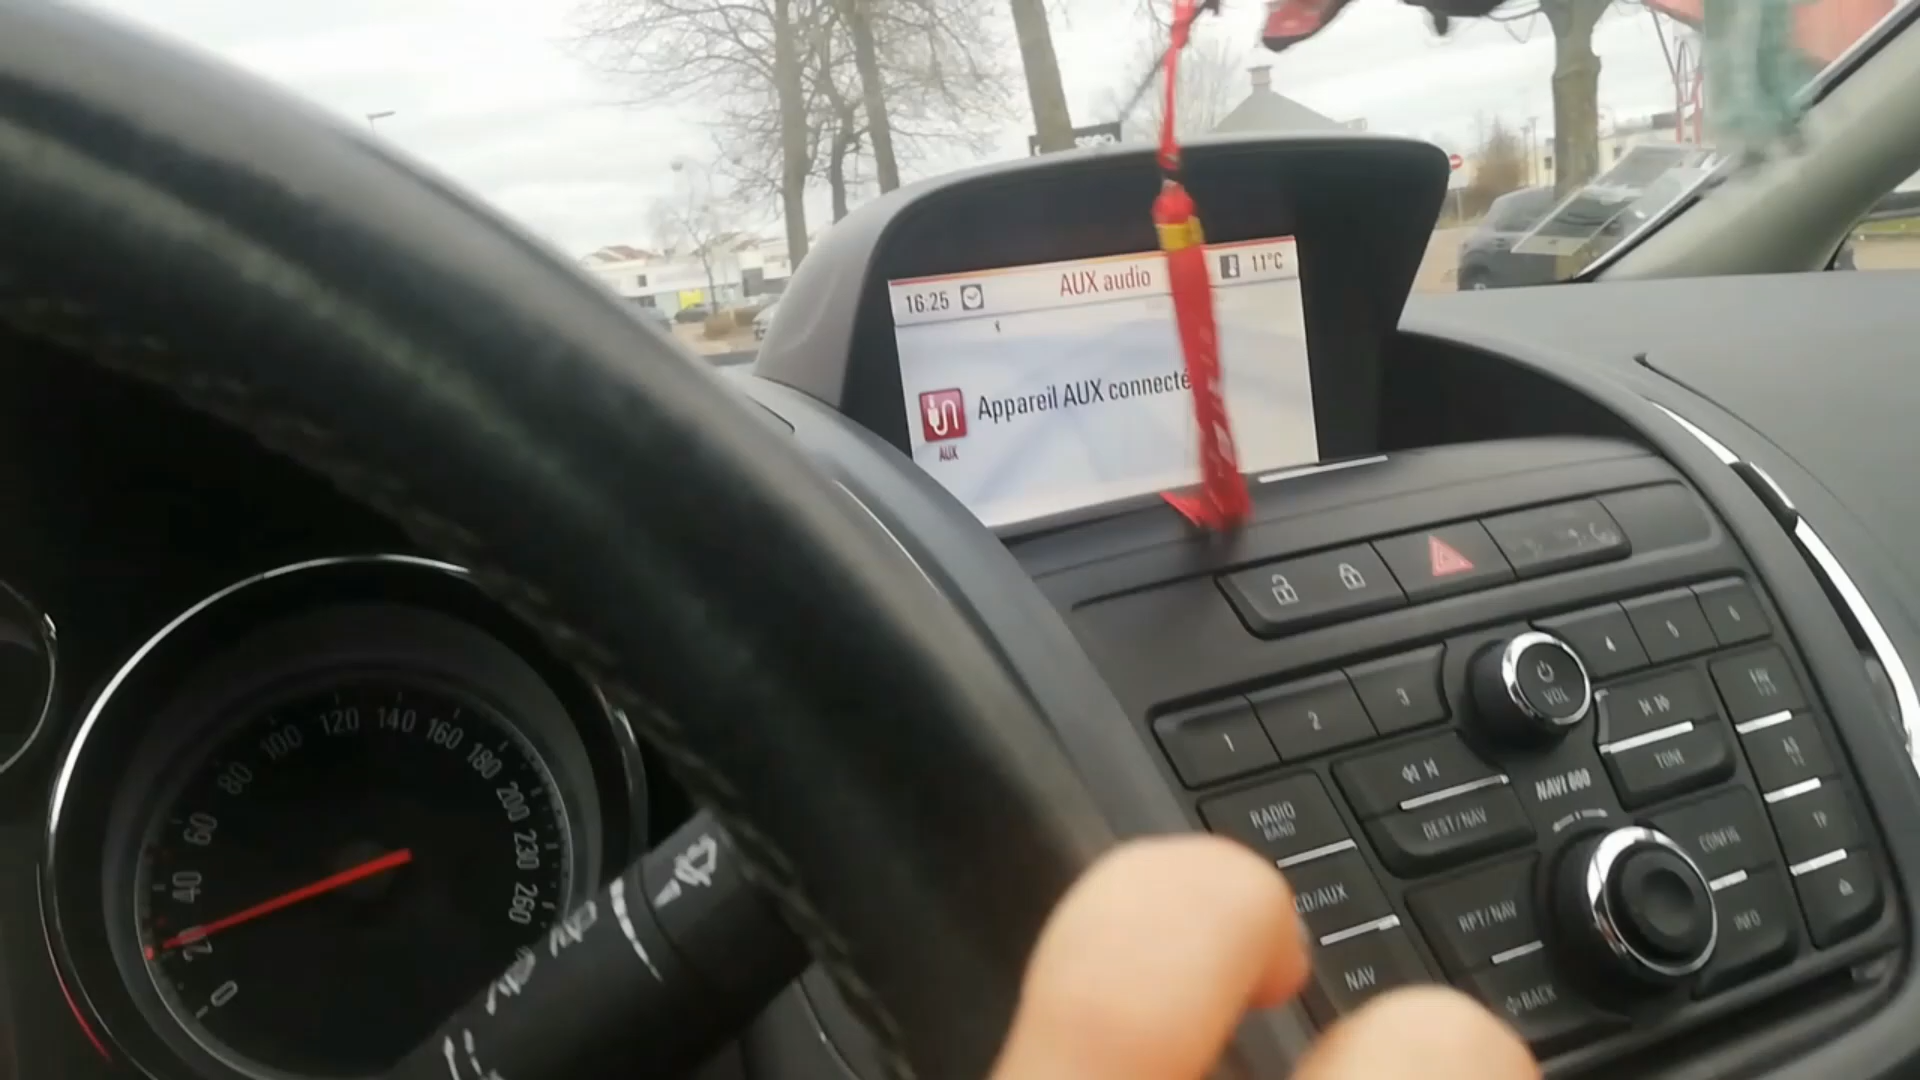 16:25
AUX audio
11°C
Appareil AUX connecté
AUX
1
2
3
4
5
6
VOL
TONE
NAVI 600
RADIO
BAND
DEST/NAV
CD/AUX
RPT/NAV
NAV
BACK
CONFIG
INFO
FAV
AS
TP
0
20
40
60
80
100
120
140
160
180
200
230
260